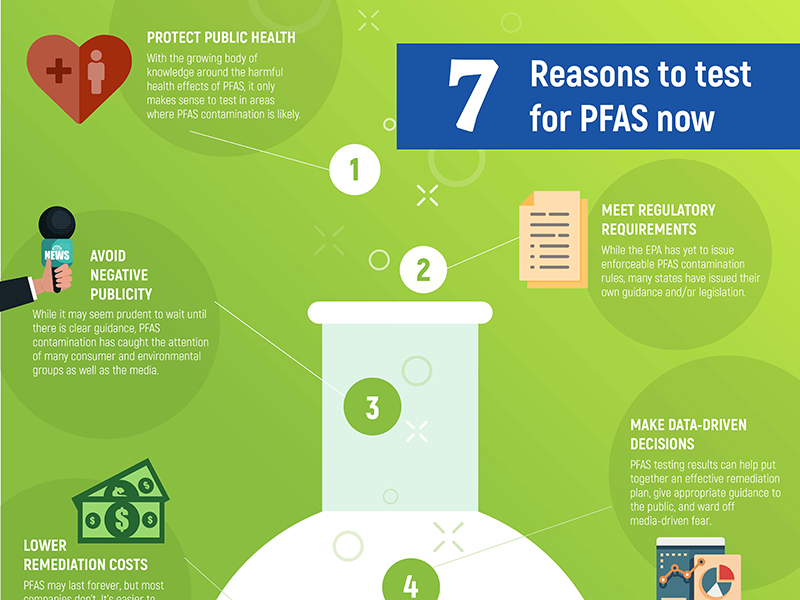 7
Reasons to test
for PFAS now
PROTECT PUBLIC HEALTH
With the growing body of
knowledge around the harmful
health effects of PFAS, it only
makes sense to test in areas
where PFAS contamination is likely.
1
MEET REGULATORY
REQUIREMENTS
While the EPA has yet to issue
enforceable PFAS contamination
rules, many states have issued their
own guidance and/or legislation.
2
NEWS
AVOID
NEGATIVE
PUBLICITY
While it may seem prudent to wait until
there is clear guidance, PFAS
contamination has caught the attention
of many consumer and environmental
groups as well as the media.
3
MAKE DATA-DRIVEN
DECISIONS
PFAS testing results can help put
together an effective remediation
plan, give appropriate guidance to
the public, and ward off
media-driven fear.
4
$ $ $
$
LOWER
REMEDIATION COSTS
PFAS may last forever, but most
companies don't. It's easier to